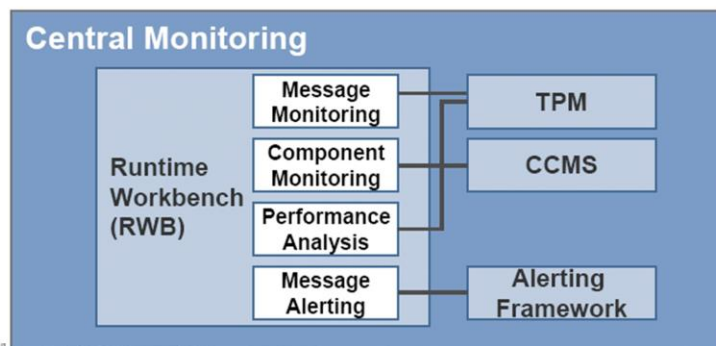 Central Monitoring
Runtime
Workbench
(RWB)
Message
Monitoring
Component
Monitoring
Performance
Analysis
Message
Alerting
TPM
CCMS
Alerting
Framework